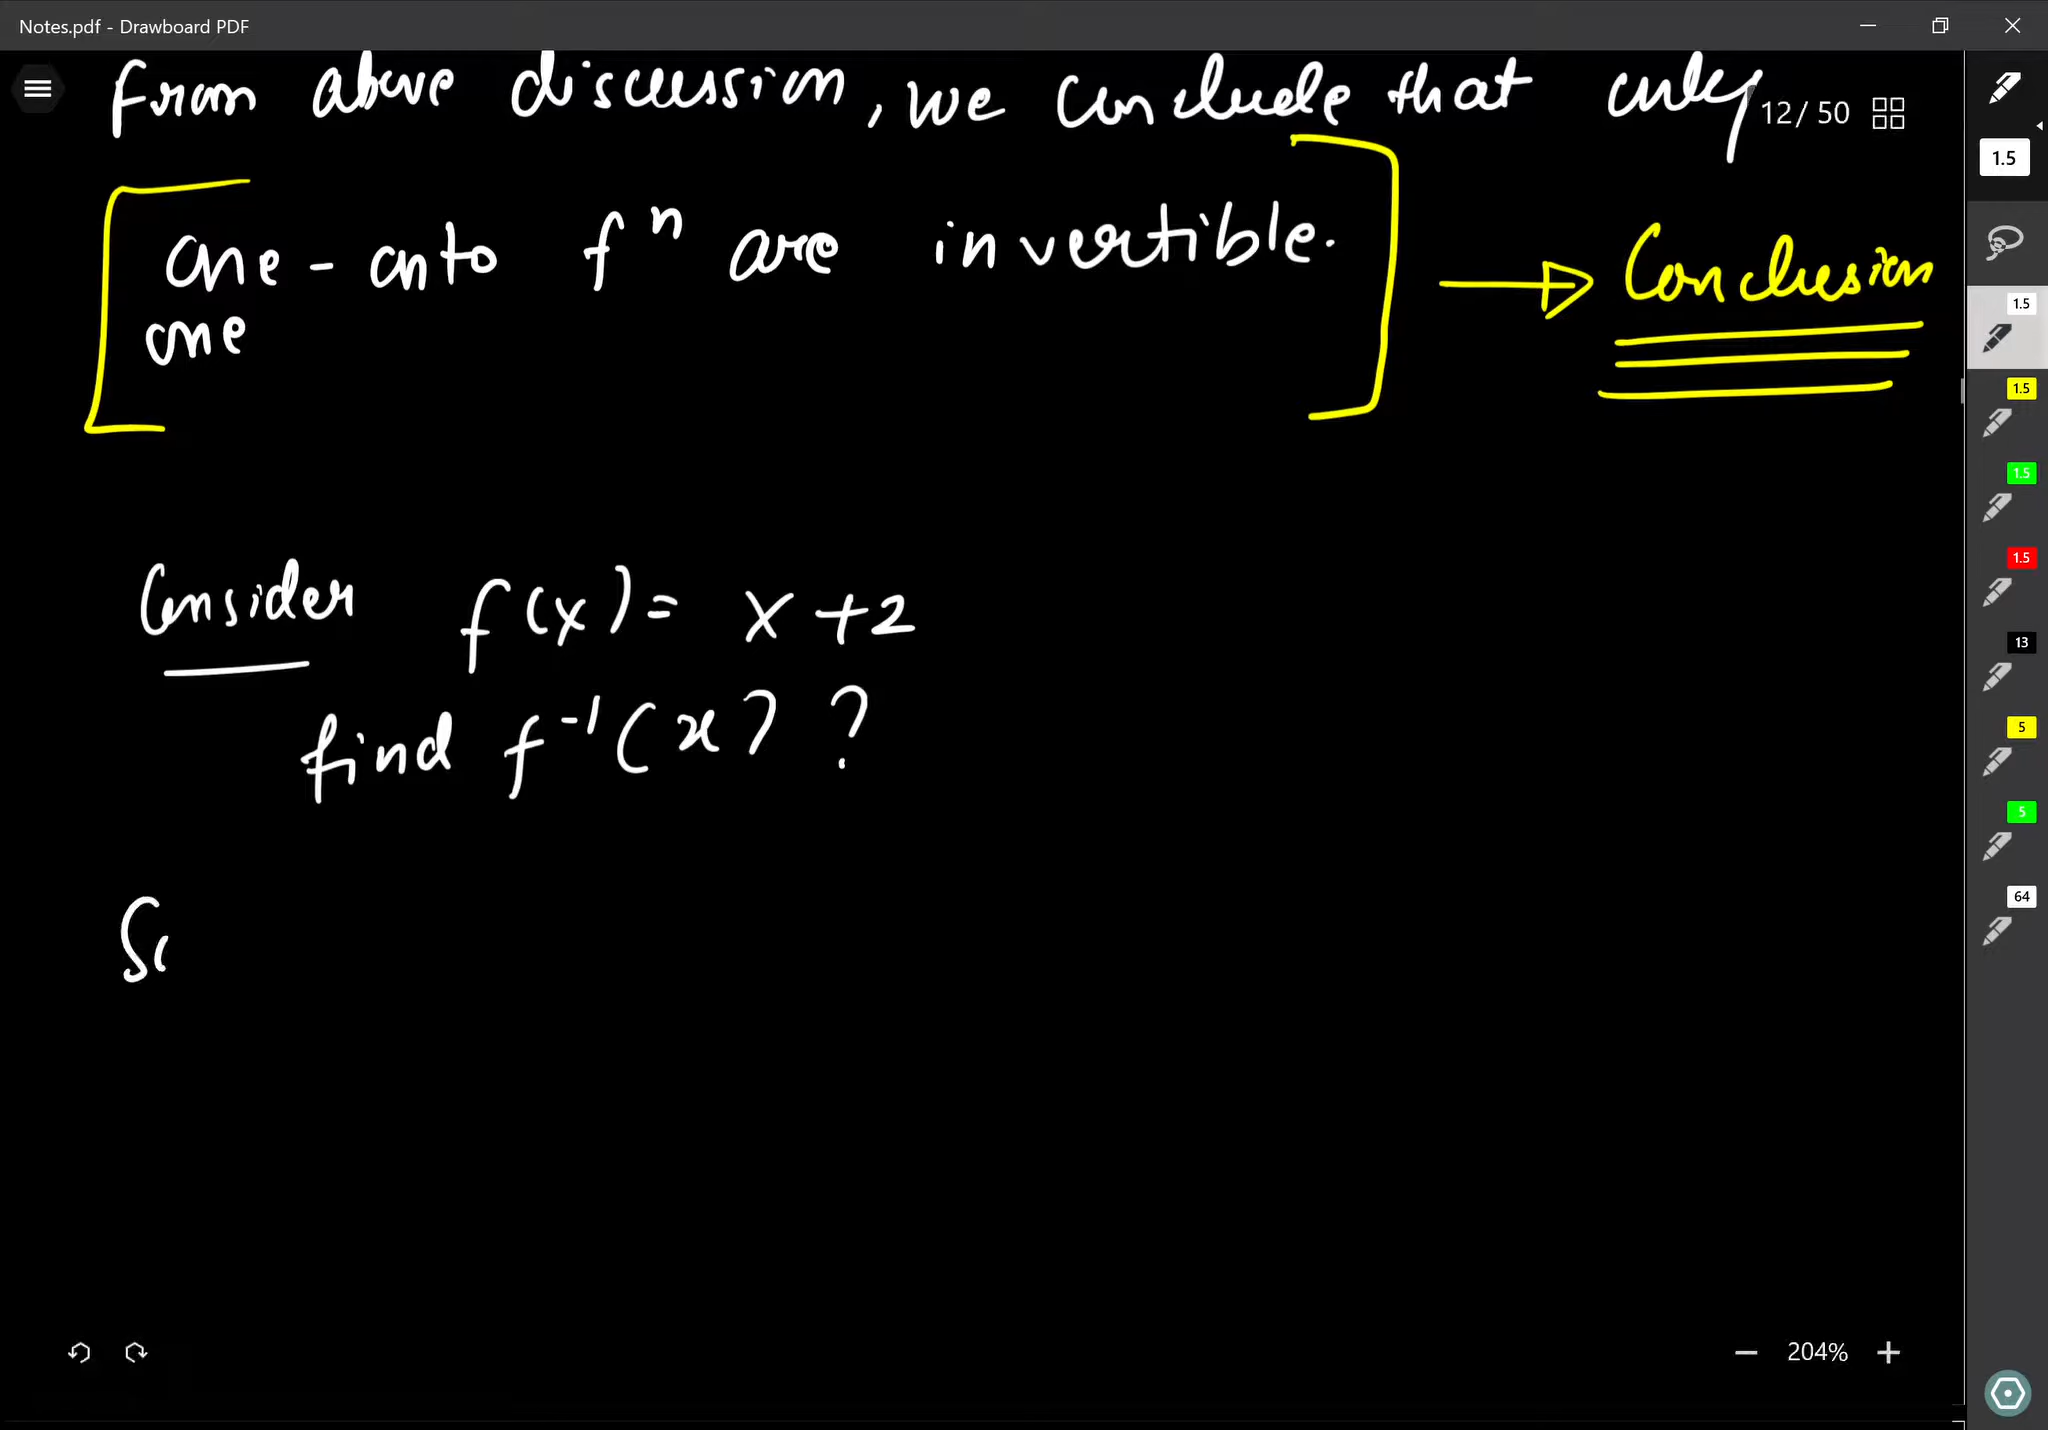 Notes.pdf - Drawboard PDF
From above discussion, we conclude that only
12/ 50
one - onto fⁿ are invertible.
one
Conclusion
Consider f(x) = x + 2
find f⁻¹(x) ?
So
1.5
1.5
1.5
1.5
1.5
13
5
5
64
204%